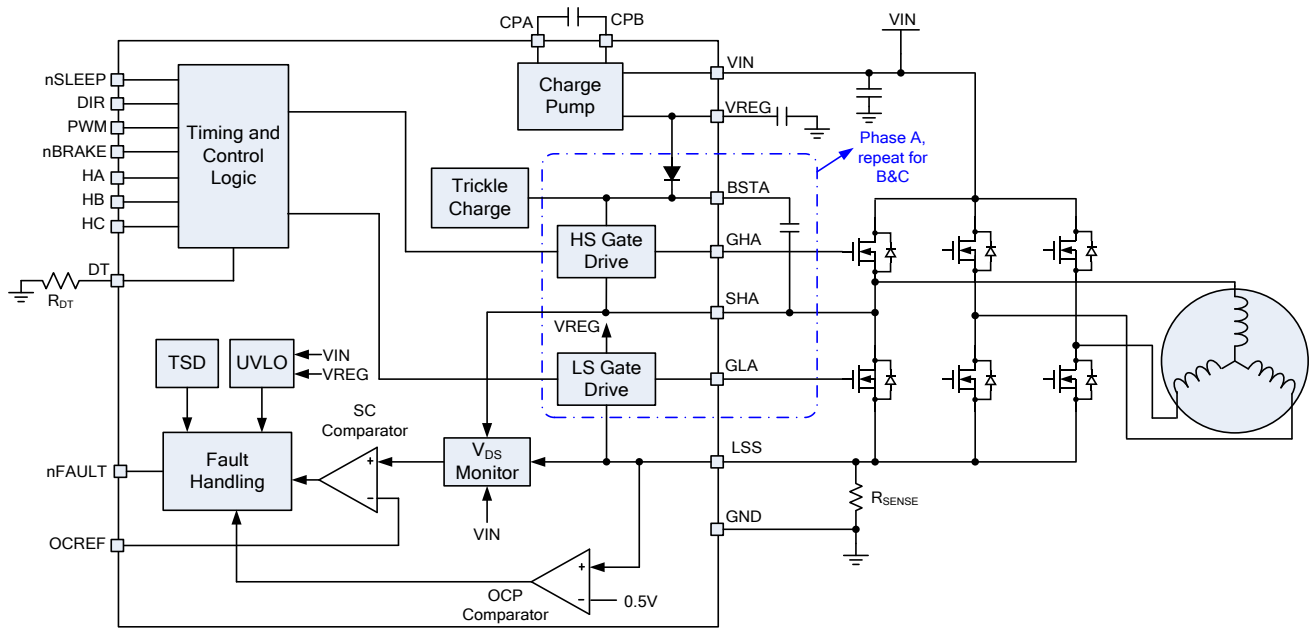 CPA
CPB
VIN
nSLEEP
DIR
PWM
nBRAKE
HA
HB
HC
DT
RDT
Timing and
Control
Logic
Charge
Pump
VIN
VREG
Phase A,
repeat for
B&C
Trickle
Charge
BSTA
HS Gate
Drive
GHA
SHA
VREG
LS Gate
Drive
GLA
TSD
UVLO
VIN
VREG
SC
Comparator
Fault
Handling
nFAULT
VDS
Monitor
VIN
LSS
RSENSE
GND
OCREF
OCP
Comparator
0.5V
+
−
+
−